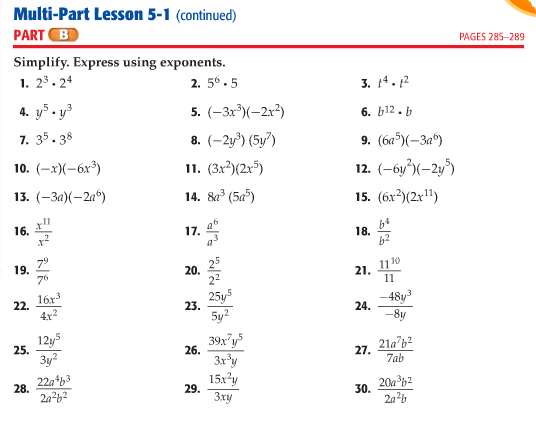 Multi-Part Lesson 5-1 (continued)
PART B PAGES 285–289
Simplify. Express using exponents.
1. 2³ • 2⁴ 2. 5⁶ • 5 3. t⁴ • t²
4. y⁵ • y³ 5. (−3x³)(−2x²) 6. b¹² • b
7. 3⁵ • 3⁸ 8. (−2y³) (5y⁷) 9. (6a⁵)(−3a⁶)
10. (−x)(−6x³) 11. (3x²)(2x⁵) 12. (−6y²)(−2y⁵)
13. (−3a)(−2a⁶) 14. 8a³ (5a⁵) 15. (6x²)(2x¹¹)
16. x¹¹/x² 17. a⁶/a³ 18. b⁴/b²
19. 7⁹/7⁶ 20. 2⁵/2² 21. 11¹⁰/11
22. 16x³/4x² 23. 25y⁵/5y² 24. −48y³/−8y
25. 12y⁵/3y² 26. 39x⁷y⁵/3x³y 27. 21a⁷b²/7ab
28. 22a⁴b³/2a²b² 29. 15x²y/3xy 30. 20a³b²/2a²b